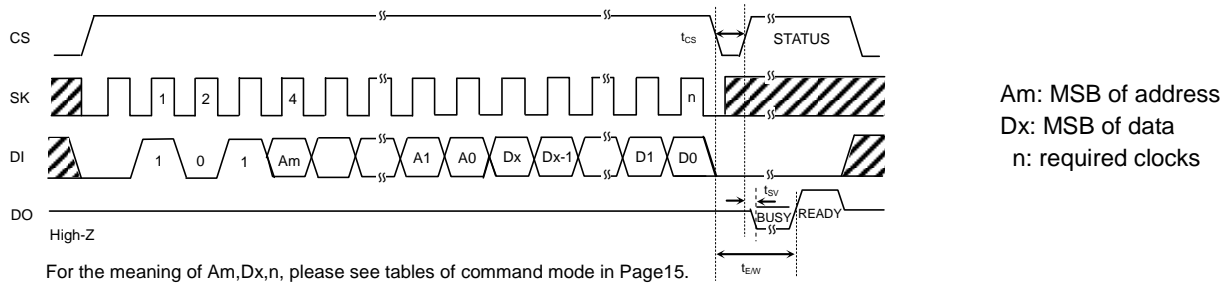 CS
tCS
STATUS
SK
1 2 4 n
DI
1 0 1 Am A1 A0 Dx Dx-1 D1 D0
tSV
DO
BUSY READY
High-Z
tE/W
For the meaning of Am,Dx,n, please see tables of command mode in Page15.
Am: MSB of address
Dx: MSB of data
n: required clocks